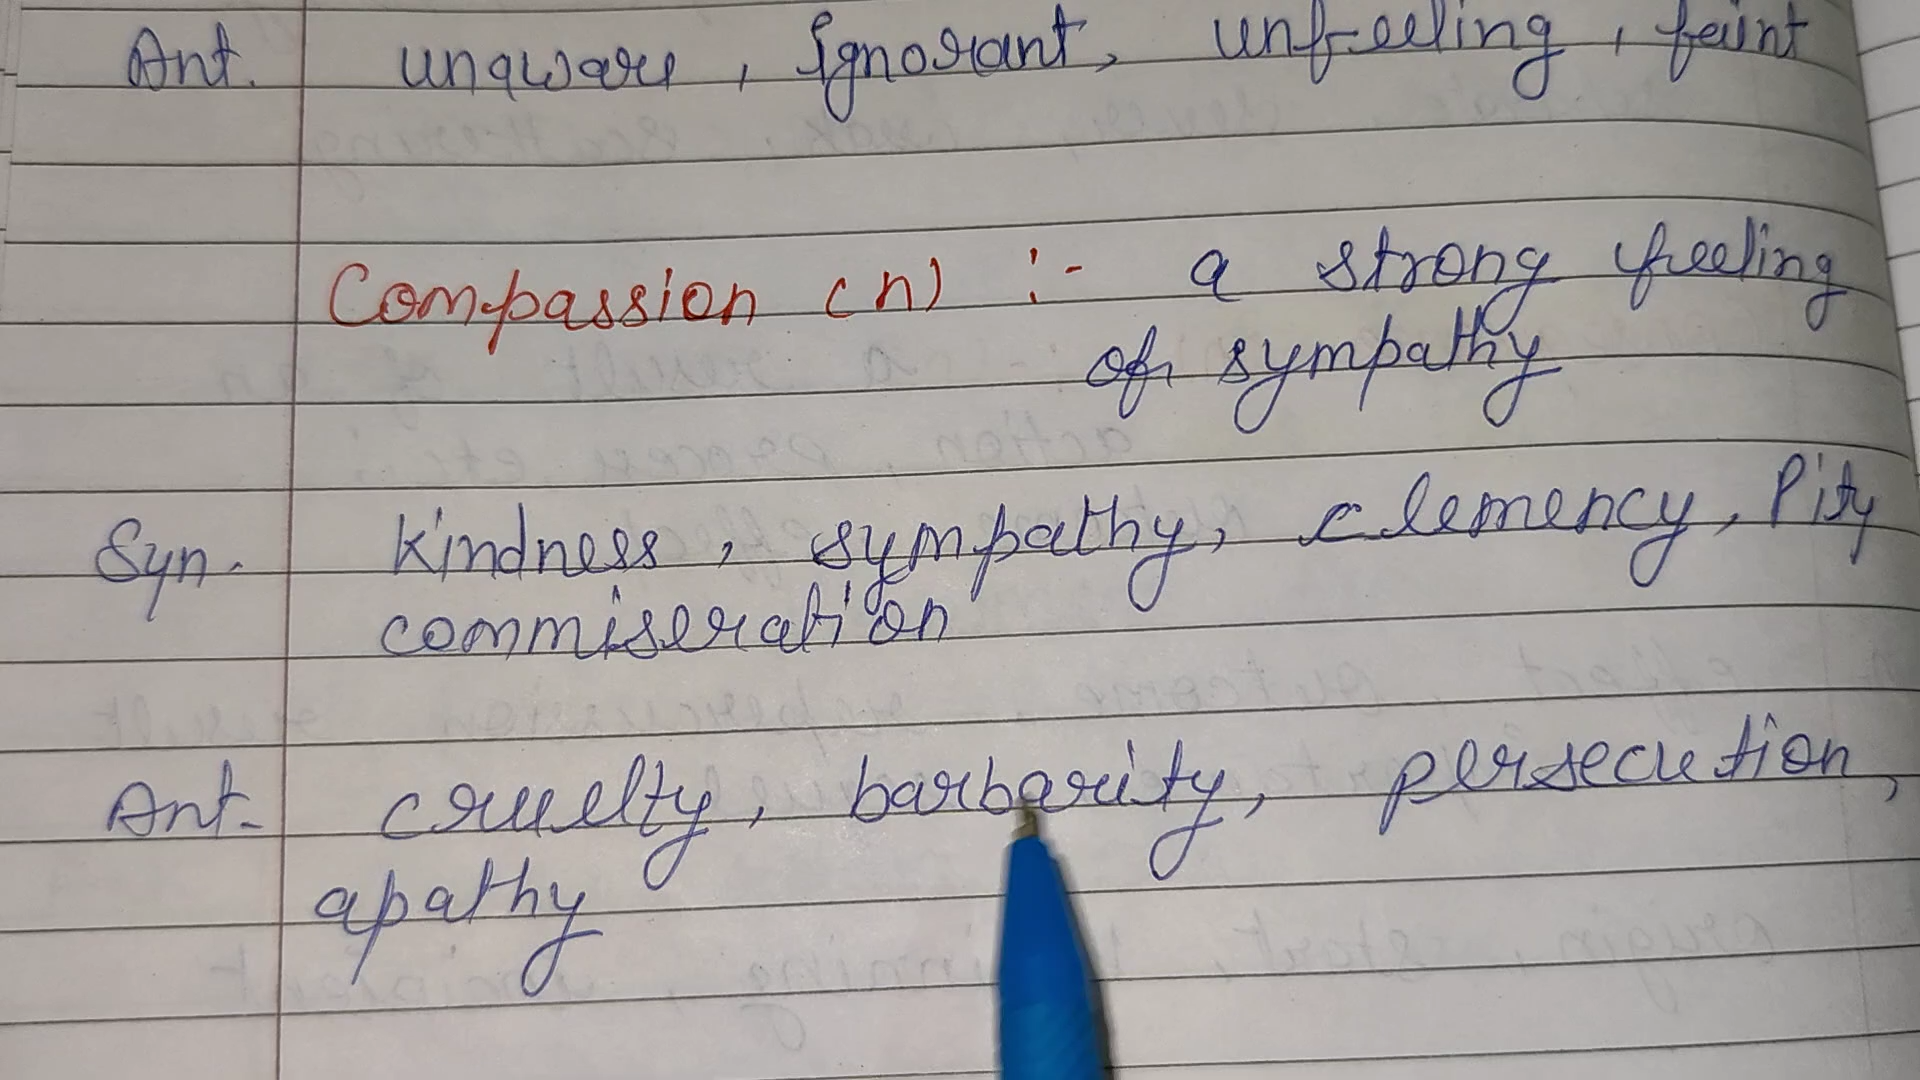 Ant. unaware, Ignorant, unfeeling, faint
Compassion (n) :- a strong feeling
of sympathy
Syn. Kindness, sympathy, clemency, Pity
commiseration
Ant. cruelty, barbarity, persecution,
apathy